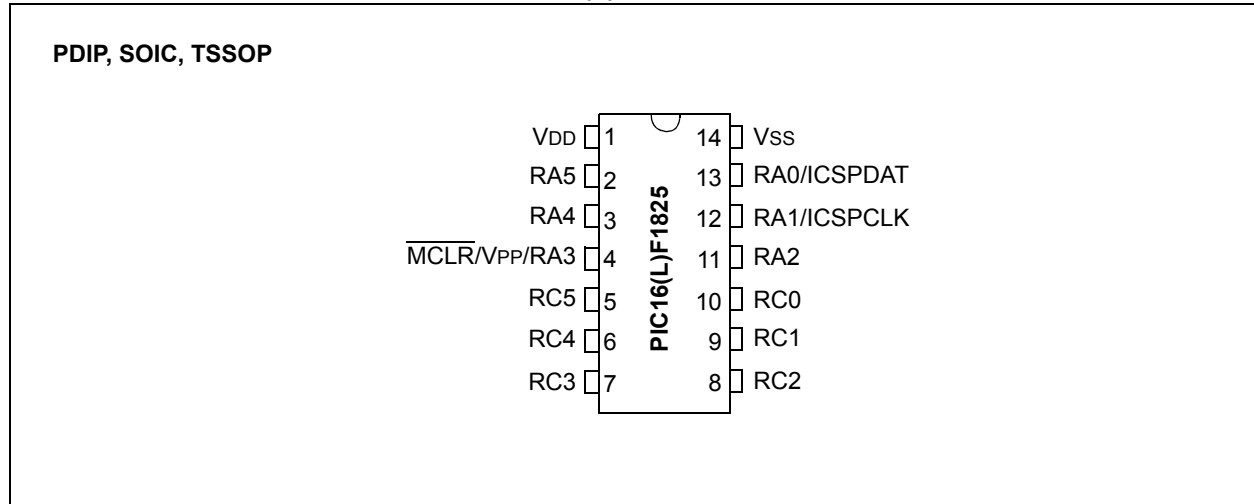 PDIP, SOIC, TSSOP
VDD 1 14 VSS
RA5 2 13 RA0/ICSPDAT
RA4 3 12 RA1/ICSPCLK
MCLR/VPP/RA3 4 11 RA2
RC5 5 10 RC0
RC4 6 9 RC1
RC3 7 8 RC2
PIC16(L)F1825